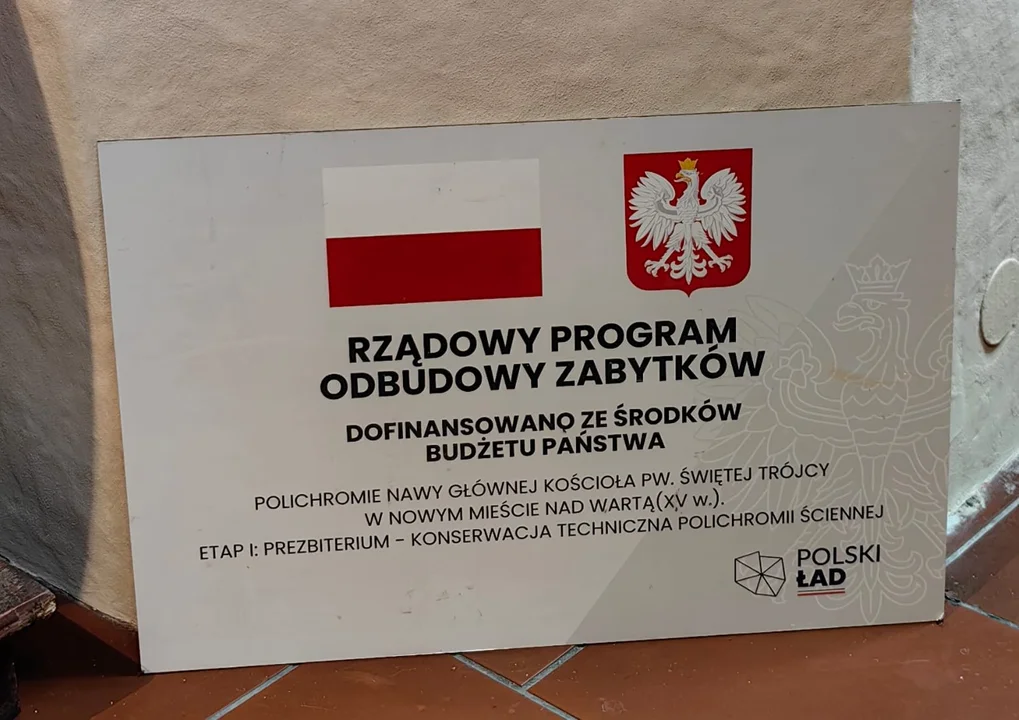 RZĄDOWY PROGRAM
ODBUDOWY ZABYTKÓW
DOFINANSOWANO ZE ŚRODKÓW
BUDŻETU PAŃSTWA
POLICHROMIE NAWY GŁÓWNEJ KOŚCIOŁA PW. ŚWIĘTEJ TRÓJCY
W NOWYM MIEŚCIE NAD WARTĄ(XV w.).
ETAP I: PREZBITERIUM - KONSERWACJA TECHNICZNA POLICHROMII ŚCIENNEJ
POLSKI
ŁAD